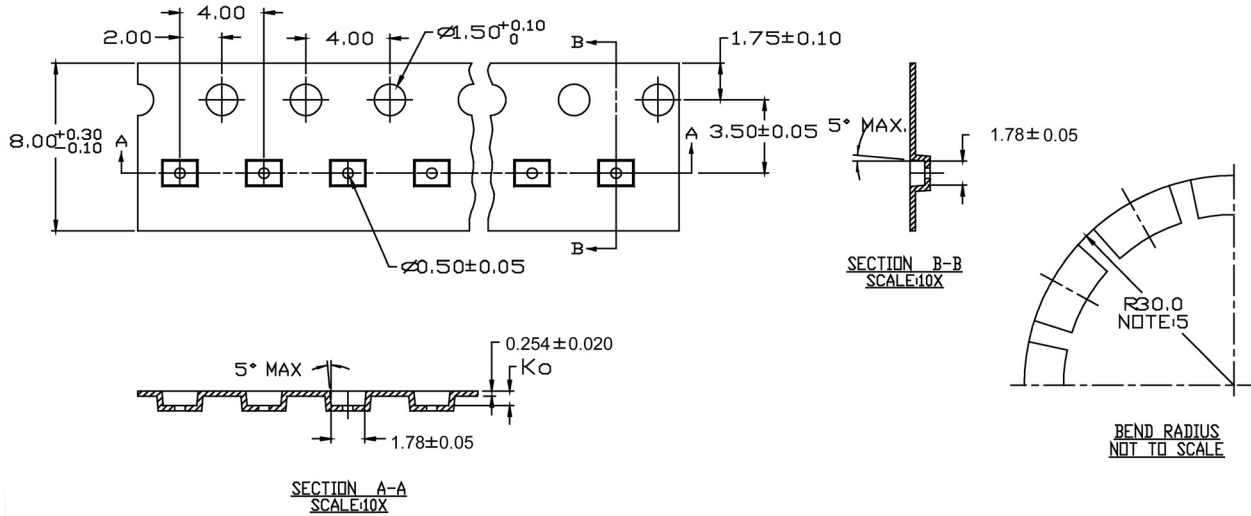 4.00
2.00
4.00
⌀1.50 +0.10
0
B
1.75±0.10
8.00 +0.30
-0.10
A
A
3.50±0.05
5° MAX.
1.78±0.05
B
⌀0.50±0.05
SECTION B-B
SCALE:10X
R30.0
NOTE:5
5° MAX
0.254±0.020
Ko
1.78±0.05
BEND RADIUS
NOT TO SCALE
SECTION A-A
SCALE:10X